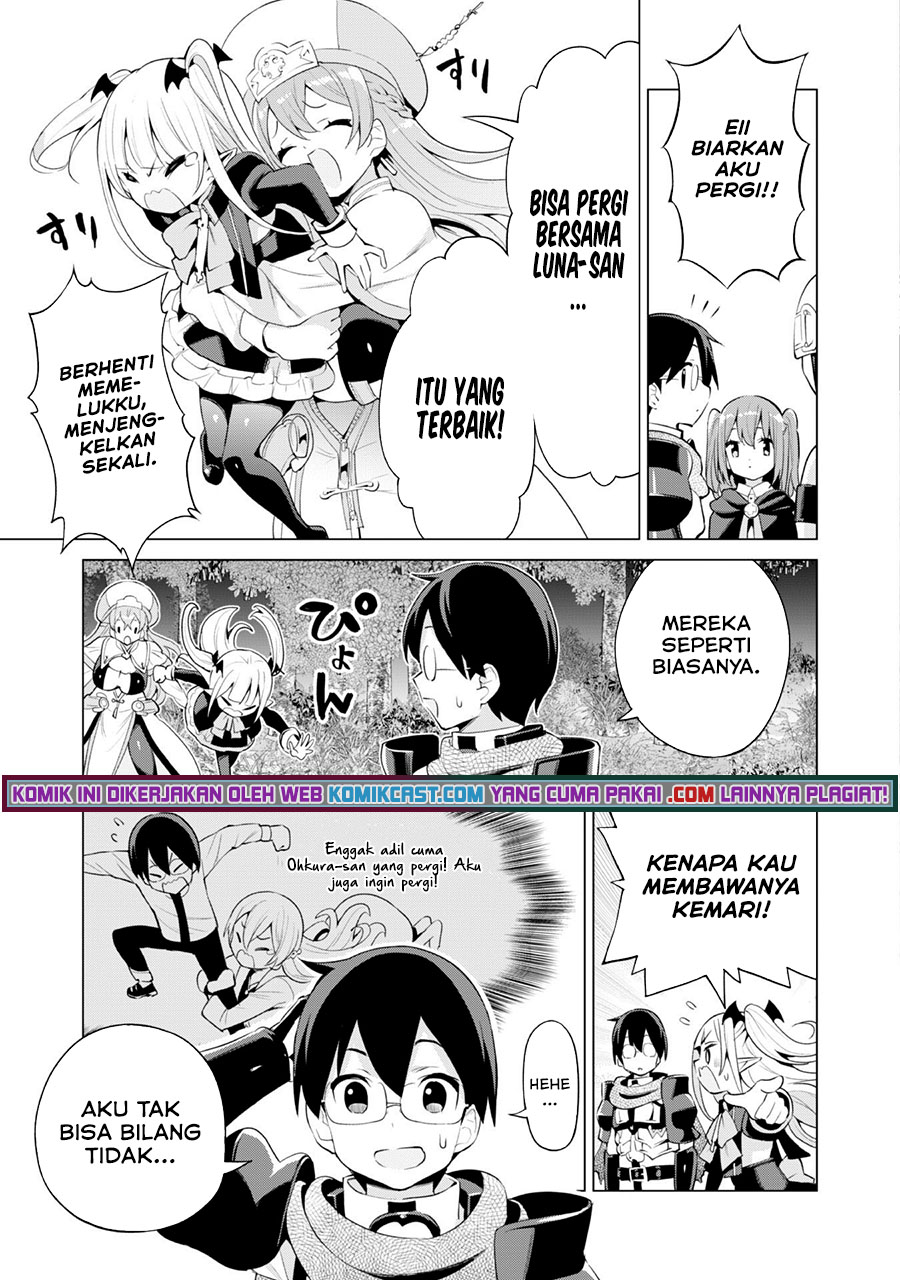 EII
BIARKAN
AKU
PERGI!!
すり
BISA PERGI
BERSAMA
LUNA-SAN
...
ITU YANG
TERBAIK!
すり
BERHENTI
MEME-
LUKKU,
MENJENG-
KELKAN
SEKALI.
MEREKA
SEPERTI
BIASANYA.
ぴょん
KOMIK INI DIKERJAKAN OLEH WEB KOMIKCAST.COM YANG CUMA PAKAI .COM LAINNYA PLAGIAT!
KENAPA KAU
MEMBAWANYA
KEMARI!
Enggak adil cuma
Ohkura-san yang pergi! Aku
juga ingin pergi!
HEHE
...
AKU TAK
BISA BILANG
TIDAK...